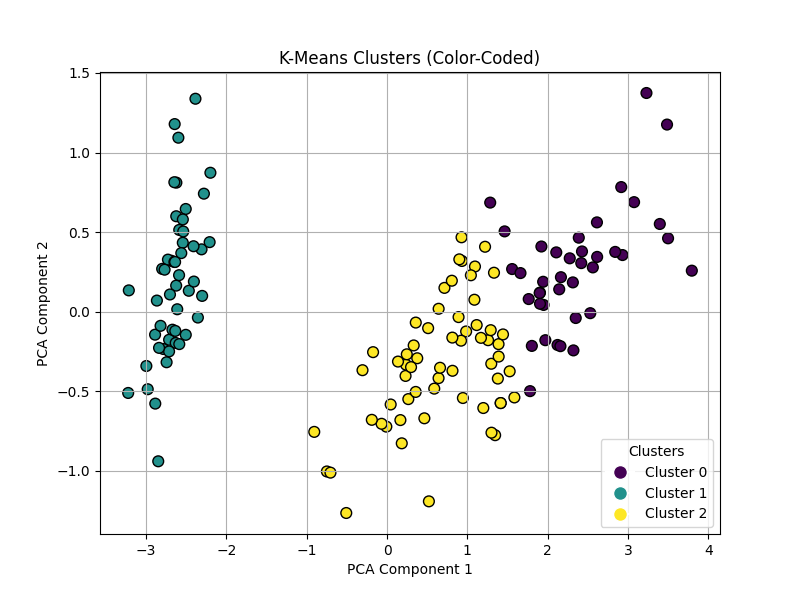 K-Means Clusters (Color-Coded)
1.5
1.0
0.5
0.0
−0.5
−1.0
PCA Component 2
−3
−2
−1
0
1
2
3
4
PCA Component 1
Clusters
Cluster 0
Cluster 1
Cluster 2